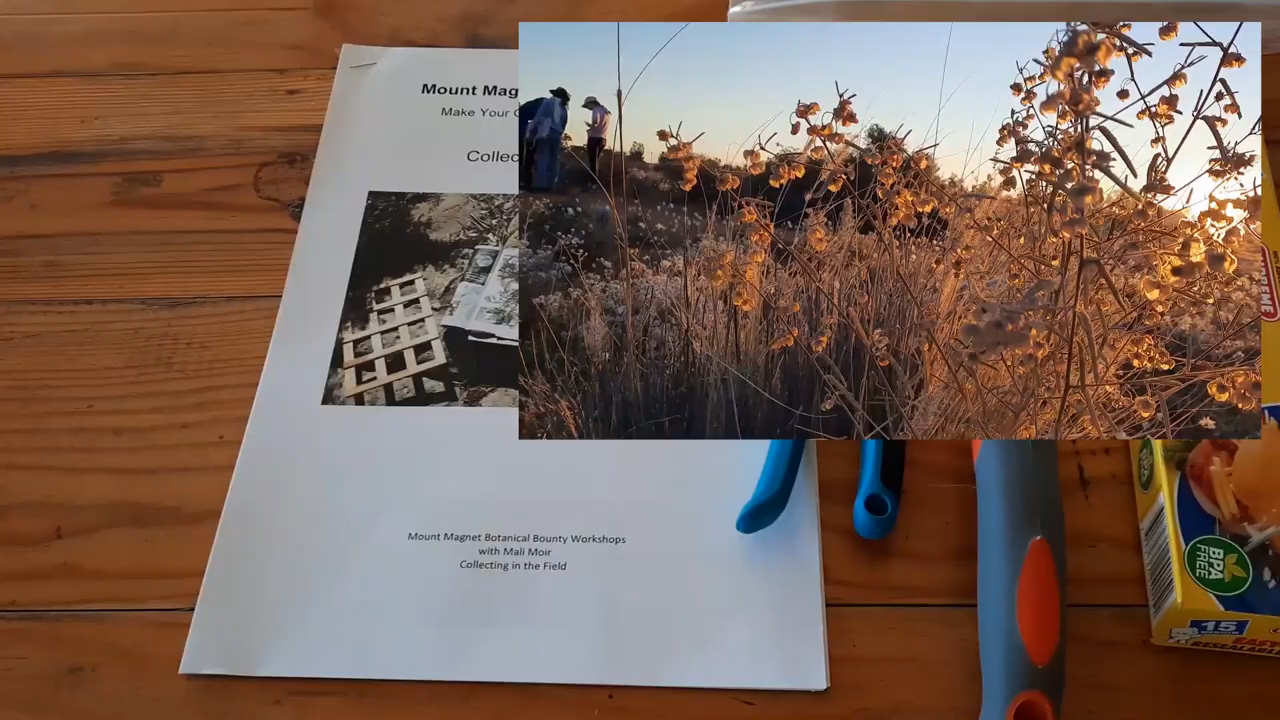 Mount Mag
Make Your
Collec
Mount Magnet Botanical Bounty Workshops
with Mali Moir
Collecting in the Field
BPA
FREE
15